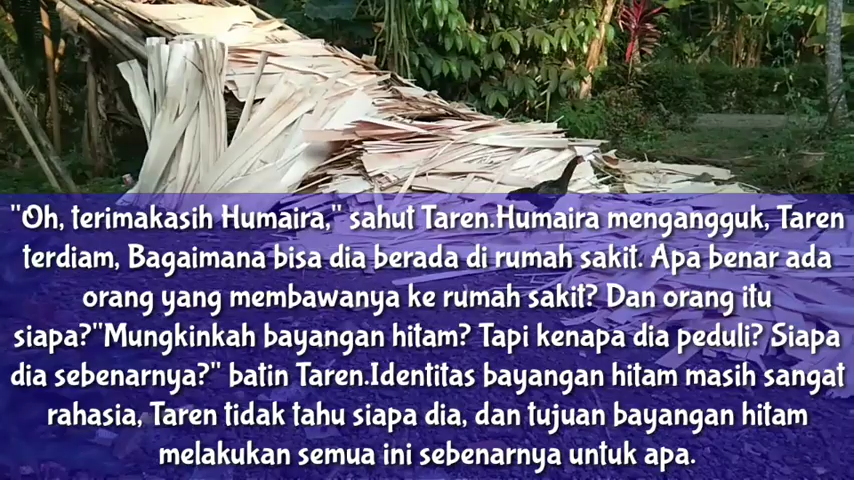 "Oh, terimakasih Humaira," sahut Taren.Humaira mengangguk, Taren
terdiam, Bagaimana bisa dia berada di rumah sakit. Apa benar ada
orang yang membawanya ke rumah sakit? Dan orang itu
siapa?"Mungkinkah bayangan hitam? Tapi kenapa dia peduli? Siapa
dia sebenarnya?" batin Taren.Identitas bayangan hitam masih sangat
rahasia, Taren tidak tahu siapa dia, dan tujuan bayangan hitam
melakukan semua ini sebenarnya untuk apa.